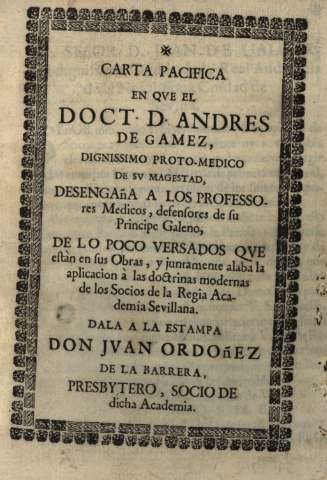 CARTA PACIFICA
EN QVE EL
DOCT. D. ANDRES
DE GAMEZ,
DIGNISSIMO PROTO-MEDICO
DE SV MAGESTAD,
DESENGAñA A LOS PROFESSO-
res Medicos, defensores de su
Principe Galeno,
DE LO POCO VERSADOS QVE
estàn en sus Obras, y juntamente alaba la
aplicacion à las doctrinas modernas
de los Socios de la Regia Aca-
demia Sevillana.
DALA A LA ESTAMPA
DON JVAN ORDOñEZ
DE LA BARRERA,
PRESBYTERO, SOCIO DE
dicha Academia.